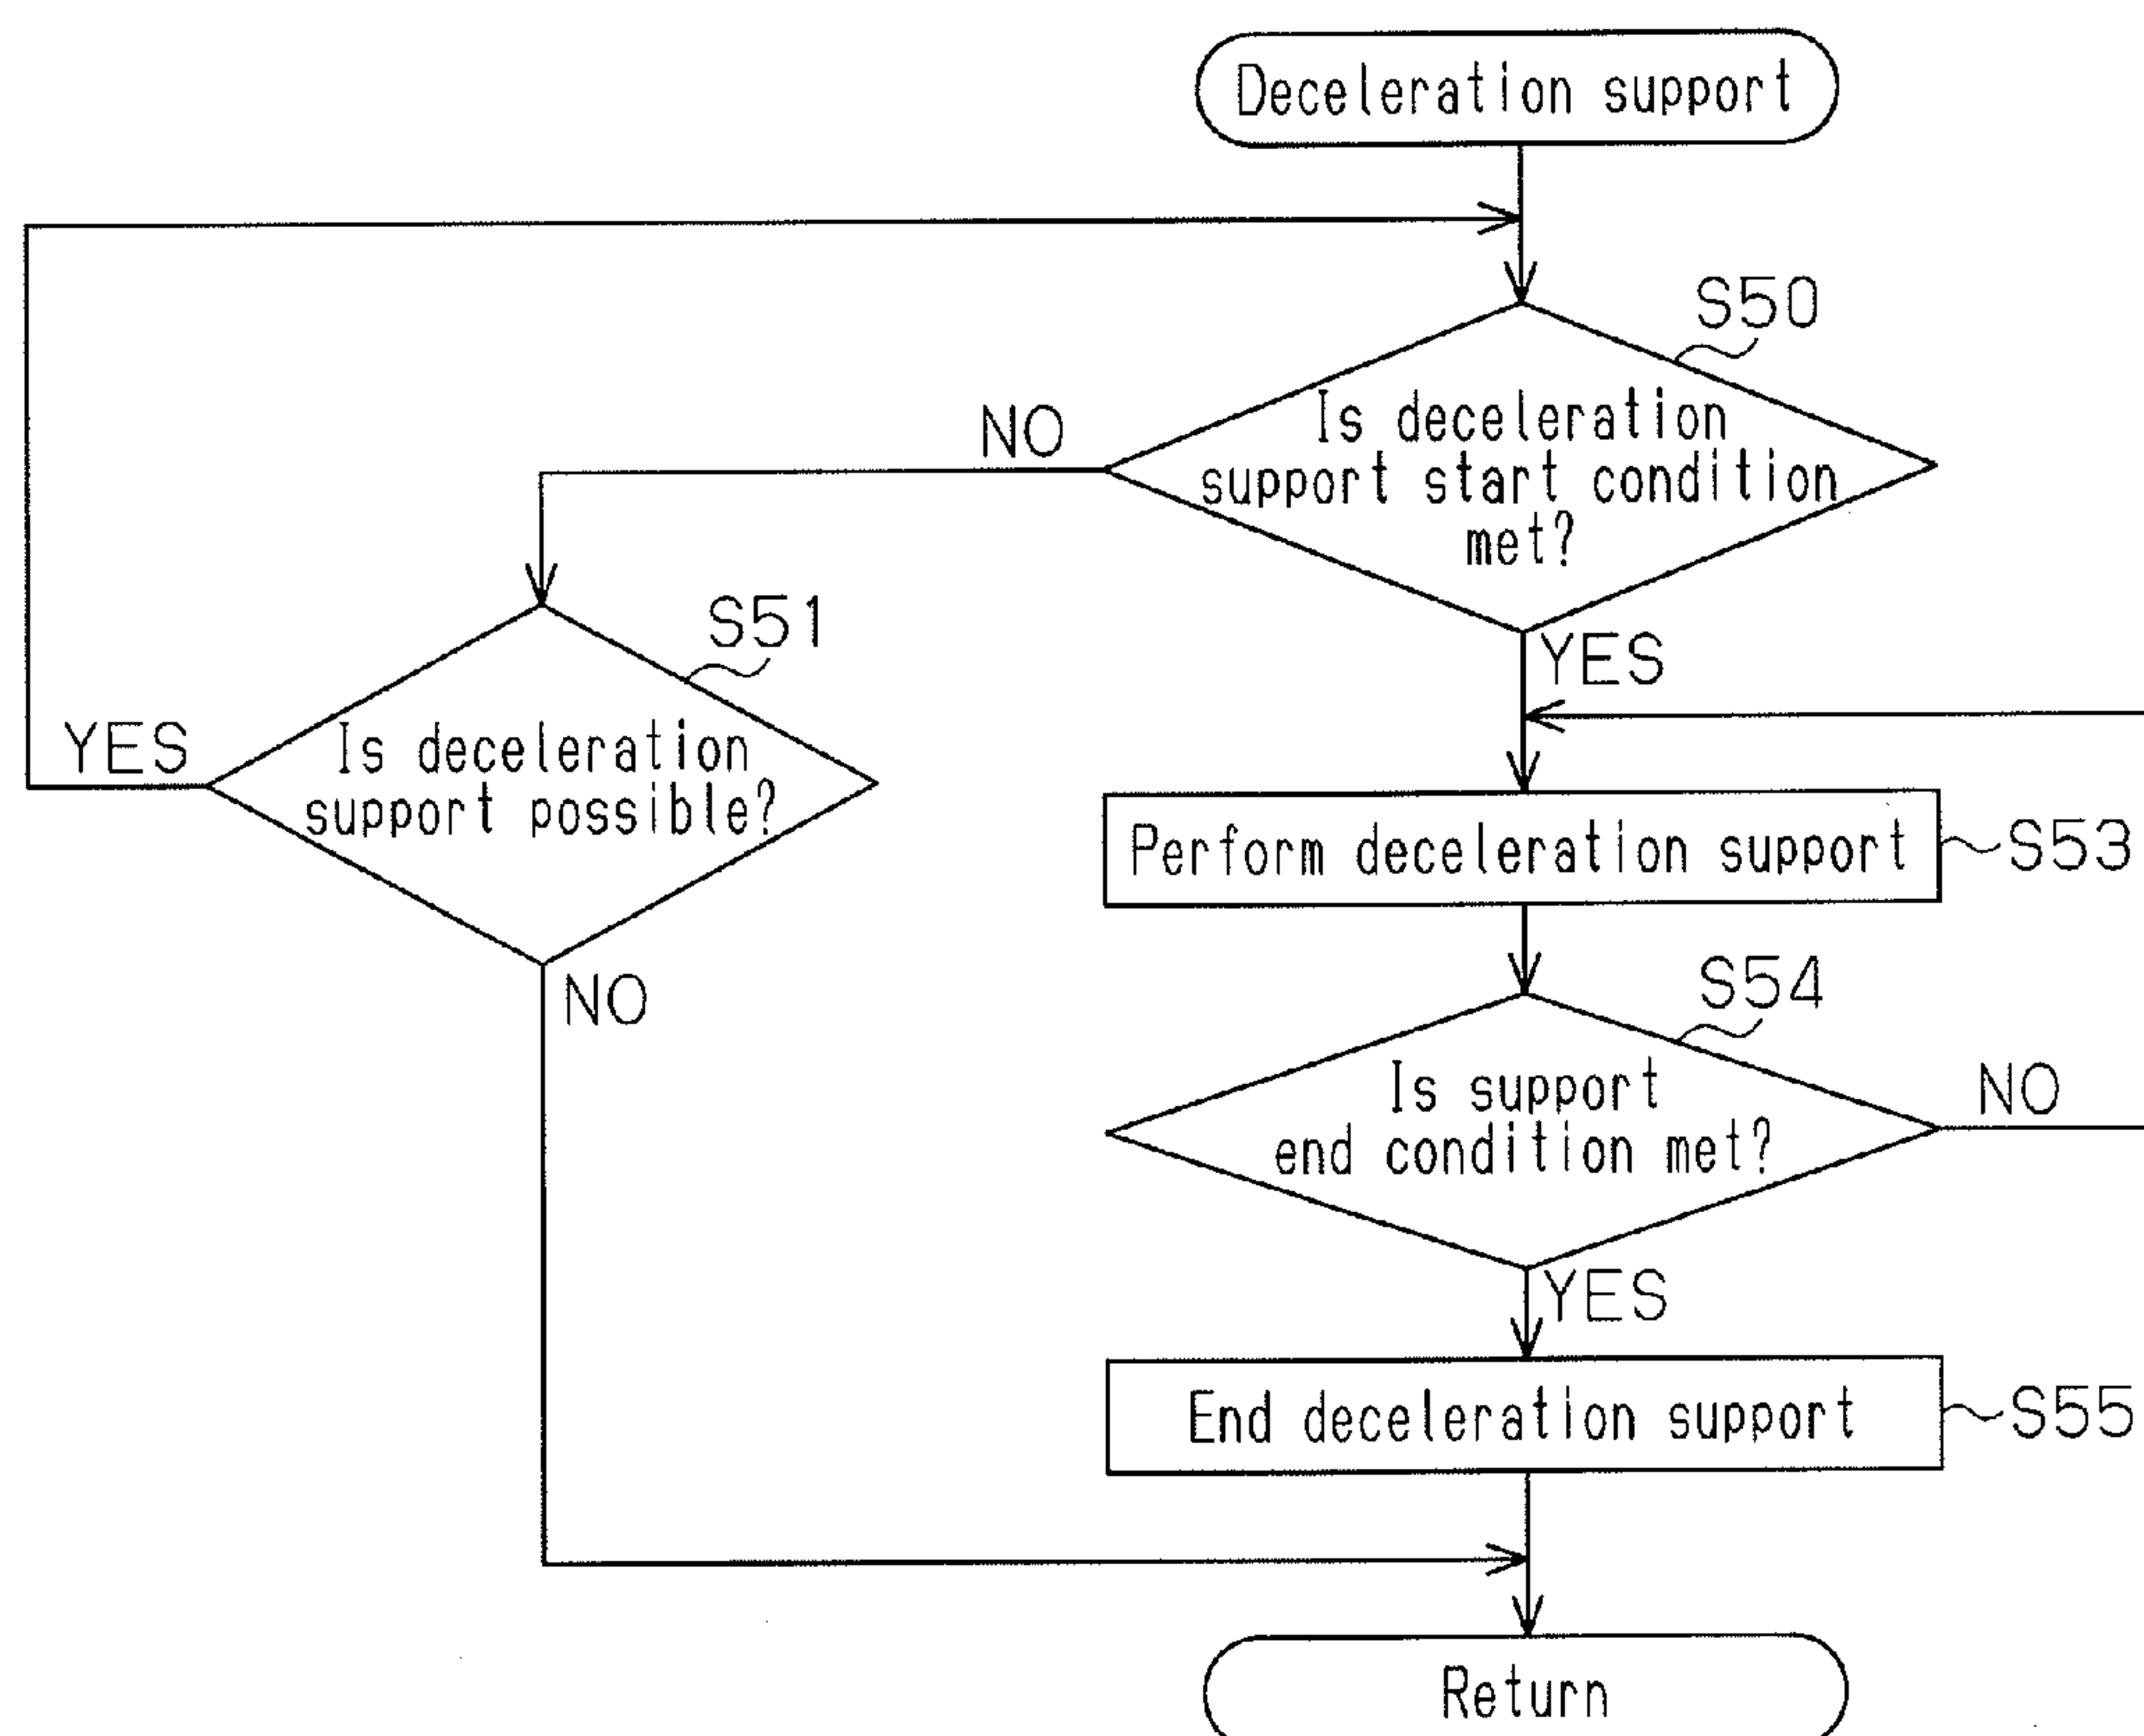 Deceleration support
S50
NO
Is deceleration
support start condition
met?
YES
S51
YES
Is deceleration
support possible?
NO
Perform deceleration support
S53
S54
Is support
end condition met?
NO
YES
End deceleration support
S55
Return